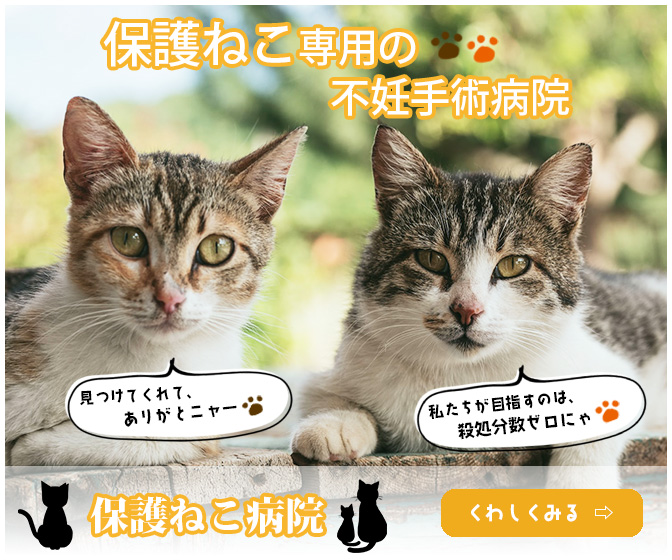 保護ねこ専用の
不妊手術病院
見つけてくれて、
ありがとニャー
私たちが目指すのは、
殺処分数ゼロにゃ
保護ねこ病院
くわしくみる ⇨